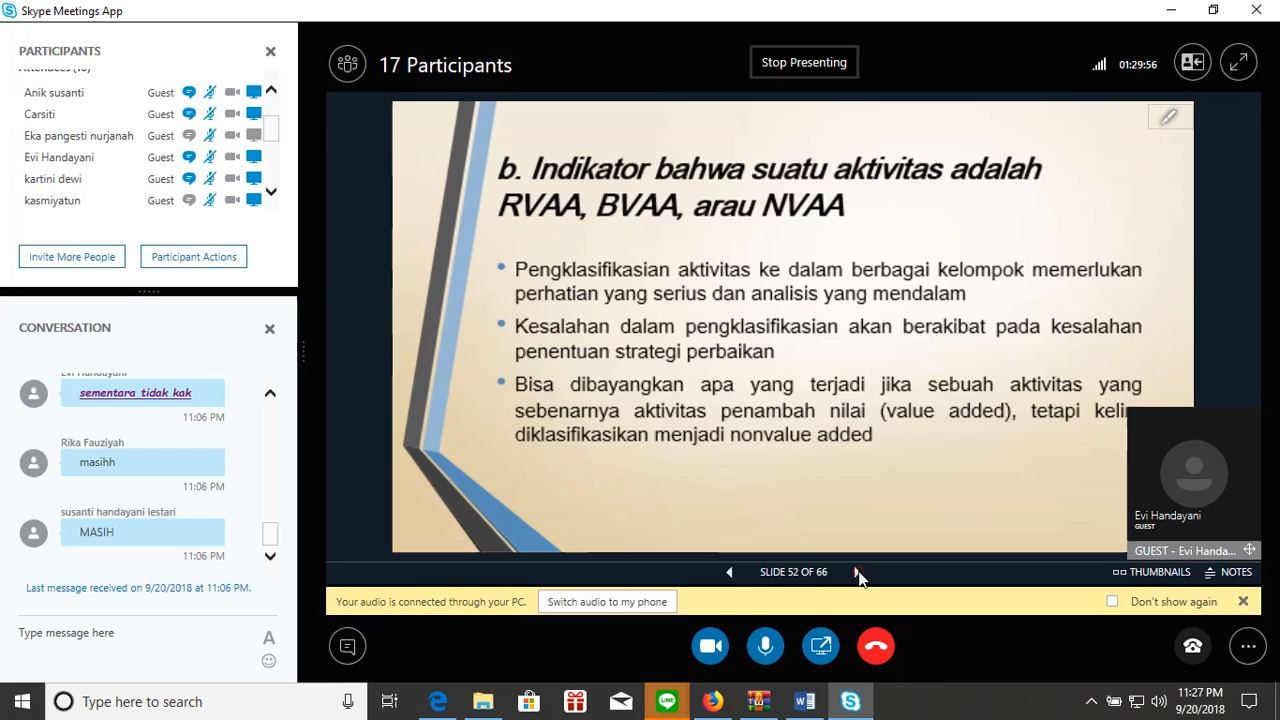 Skype Meetings App
PARTICIPANTS
Attendees (16)
Anik susanti Guest
Carsiti Guest
Eka pangesti nurjanah Guest
Evi Handayani Guest
kartini dewi Guest
kasmiyatun Guest
Invite More People Participant Actions
CONVERSATION
Evi Handayani
sementara tidak kak
11:06 PM
Rika Fauziyah
masihh
11:06 PM
susanti handayani lestari
MASIH
11:06 PM
Last message received on 9/20/2018 at 11:06 PM.
Type message here
A
17 Participants
Stop Presenting
01:29:56
b. Indikator bahwa suatu aktivitas adalah
RVAA, BVAA, arau NVAA
• Pengklasifikasian aktivitas ke dalam berbagai kelompok memerlukan
perhatian yang serius dan analisis yang mendalam
• Kesalahan dalam pengklasifikasian akan berakibat pada kesalahan
penentuan strategi perbaikan
• Bisa dibayangkan apa yang terjadi jika sebuah aktivitas yang
sebenarnya aktivitas penambah nilai (value added), tetapi
diklasifikasikan menjadi nonvalue added
Evi Handayani
GUEST
GUEST - Evi Handa...
SLIDE 52 OF 66
THUMBNAILS NOTES
Your audio is connected through your PC. Switch audio to my phone Don't show again
Type here to search
11:27 PM
9/20/2018